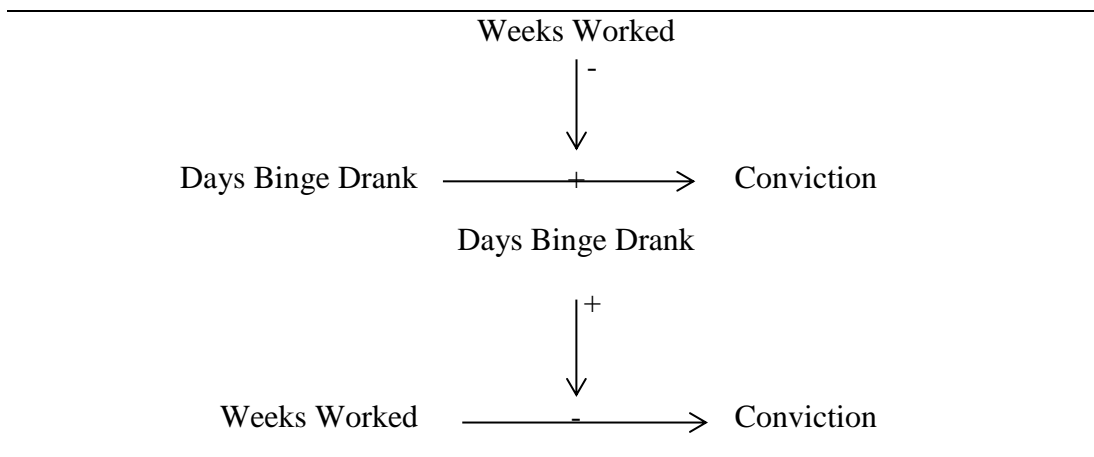 Weeks Worked
-
Days Binge Drank + Conviction
Days Binge Drank
+
Weeks Worked - Conviction